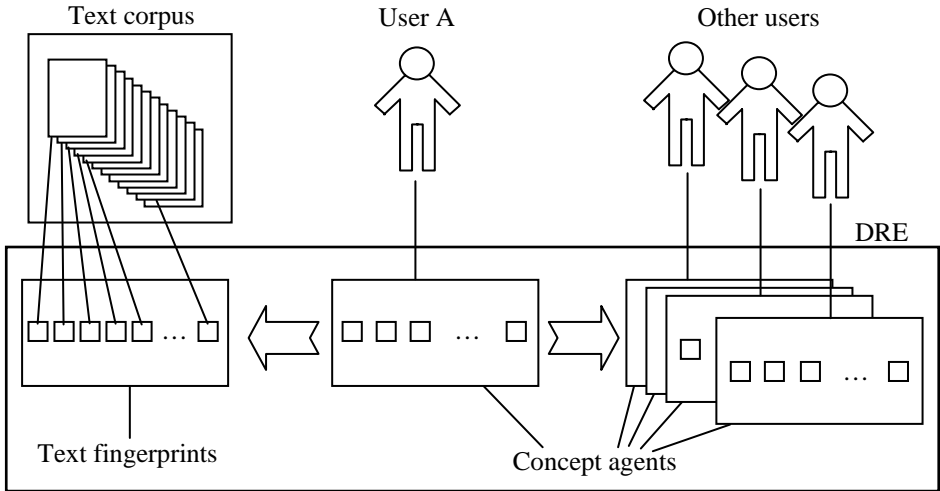 Text corpus
User A
Other users
DRE
…
…
…
Text fingerprints
Concept agents